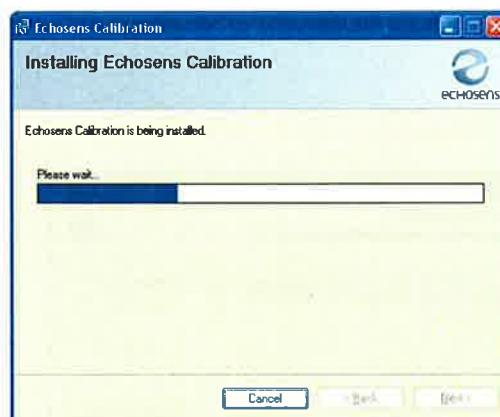 Echosens Calibration
Installing Echosens Calibration
echosens
Echosens Calibration is being installed.
Please wait...
Cancel
< Back
Next >